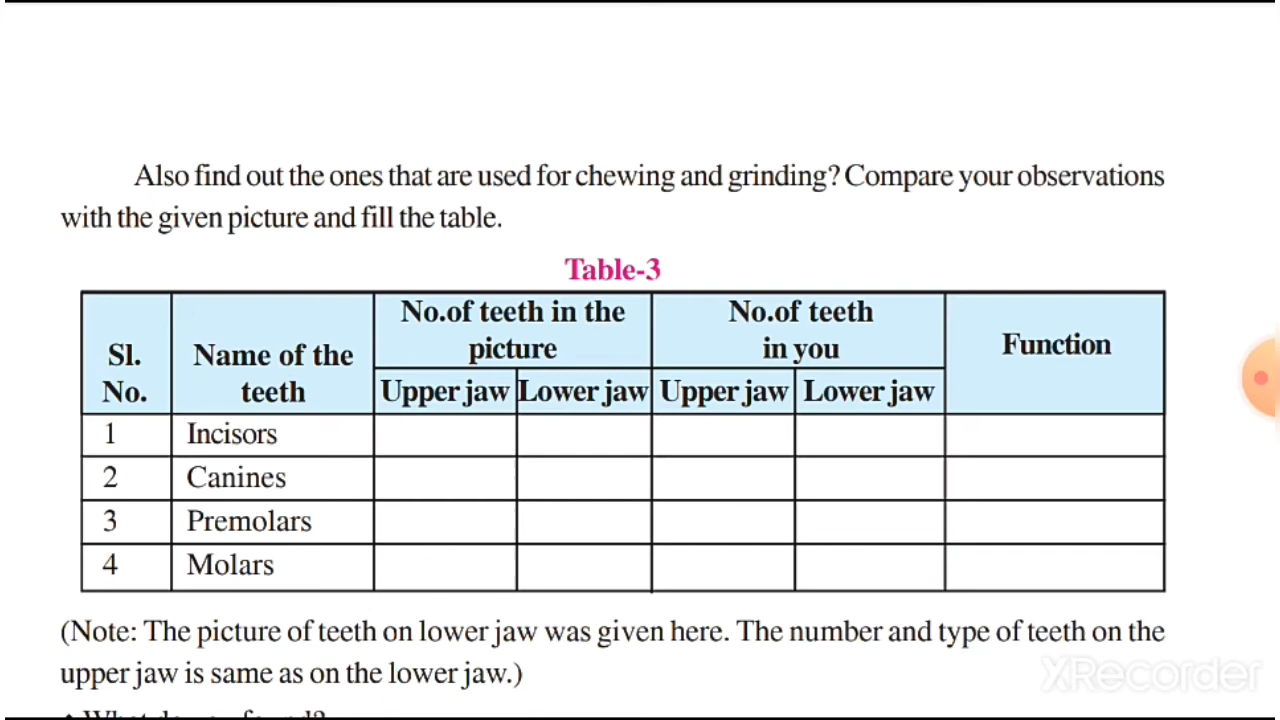 Also find out the ones that are used for chewing and grinding? Compare your observations
with the given picture and fill the table.
Table-3
Sl. No. Name of the teeth No.of teeth in the picture No.of teeth in you Function
Upper jaw Lower jaw Upper jaw Lower jaw
1 Incisors
2 Canines
3 Premolars
4 Molars
(Note: The picture of teeth on lower jaw was given here. The number and type of teeth on the
upper jaw is same as on the lower jaw.)
XRecorder